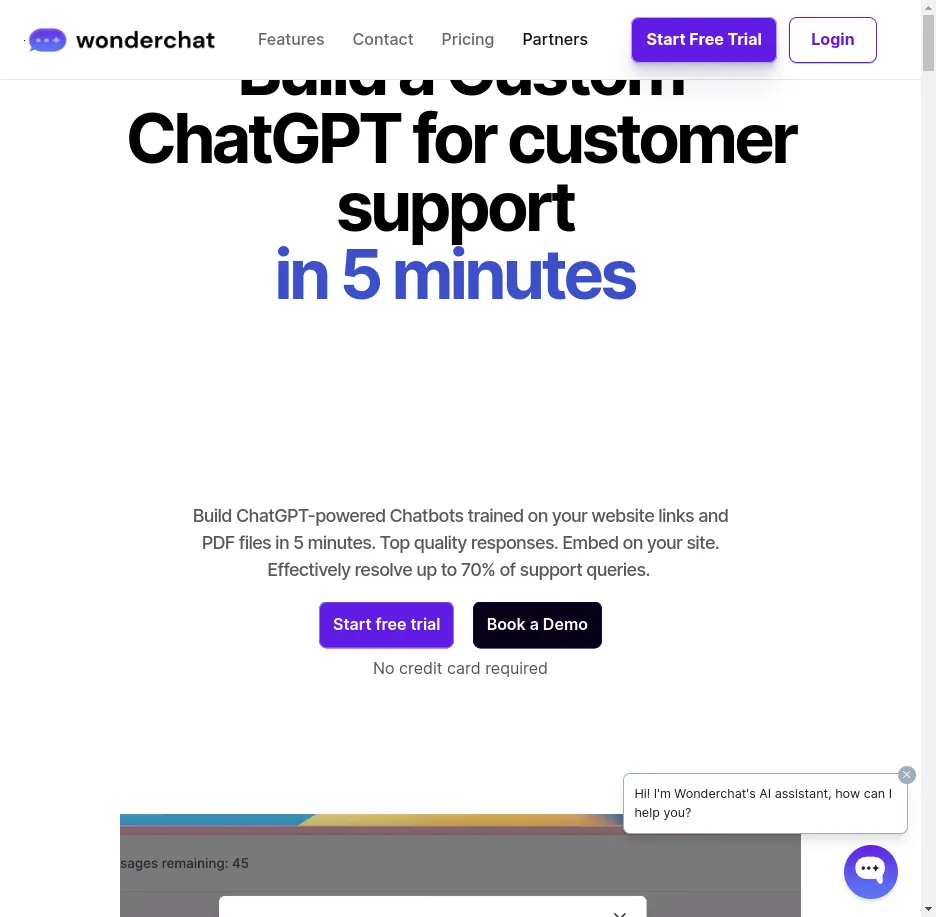 wonderchat
Features
Contact
Pricing
Partners
Start Free Trial
Login
Build a Custom
ChatGPT for customer
support
in 5 minutes
Build ChatGPT-powered Chatbots trained on your website links and
PDF files in 5 minutes. Top quality responses. Embed on your site.
Effectively resolve up to 70% of support queries.
Start free trial
Book a Demo
No credit card required
Hi! I'm Wonderchat's AI assistant, how can I
help you?
sages remaining: 45